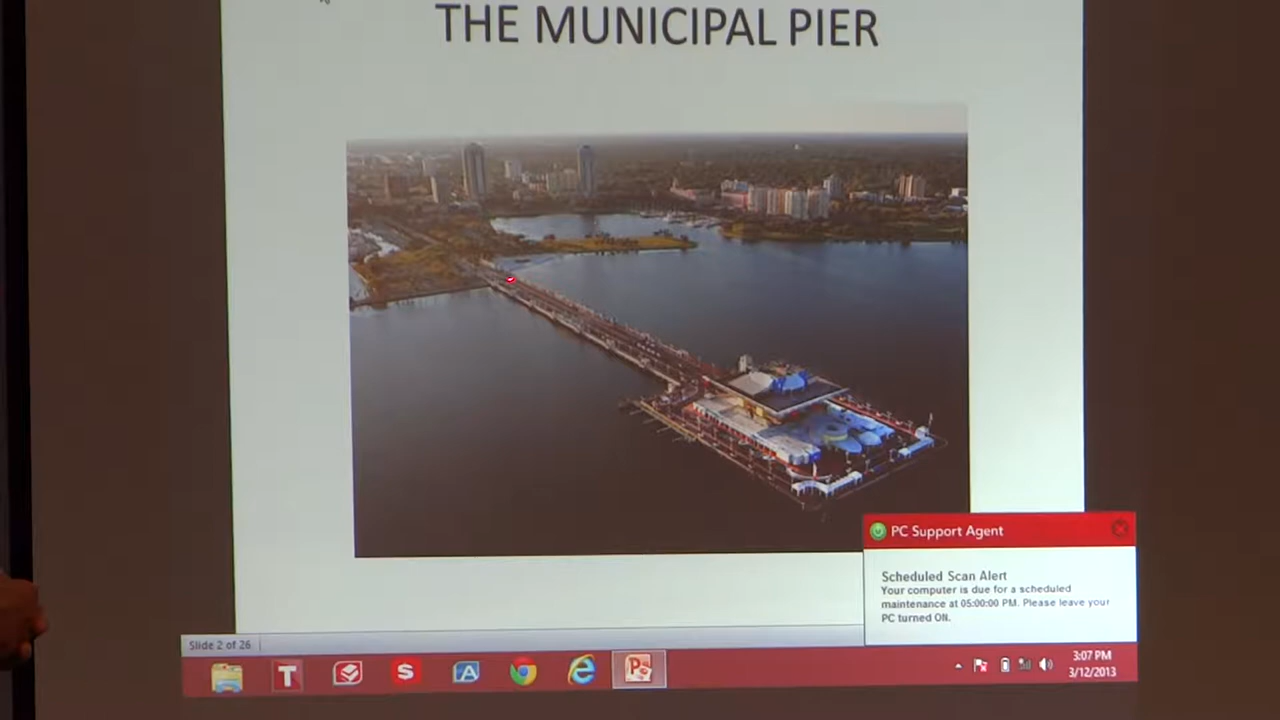 THE MUNICIPAL PIER
PC Support Agent
Scheduled Scan Alert
Your computer is due for a scheduled
maintenance at 05:00:00 PM. Please leave your
PC turned ON.
Slide 2 of 26
T
S
A
P
3:07 PM
3/12/2013